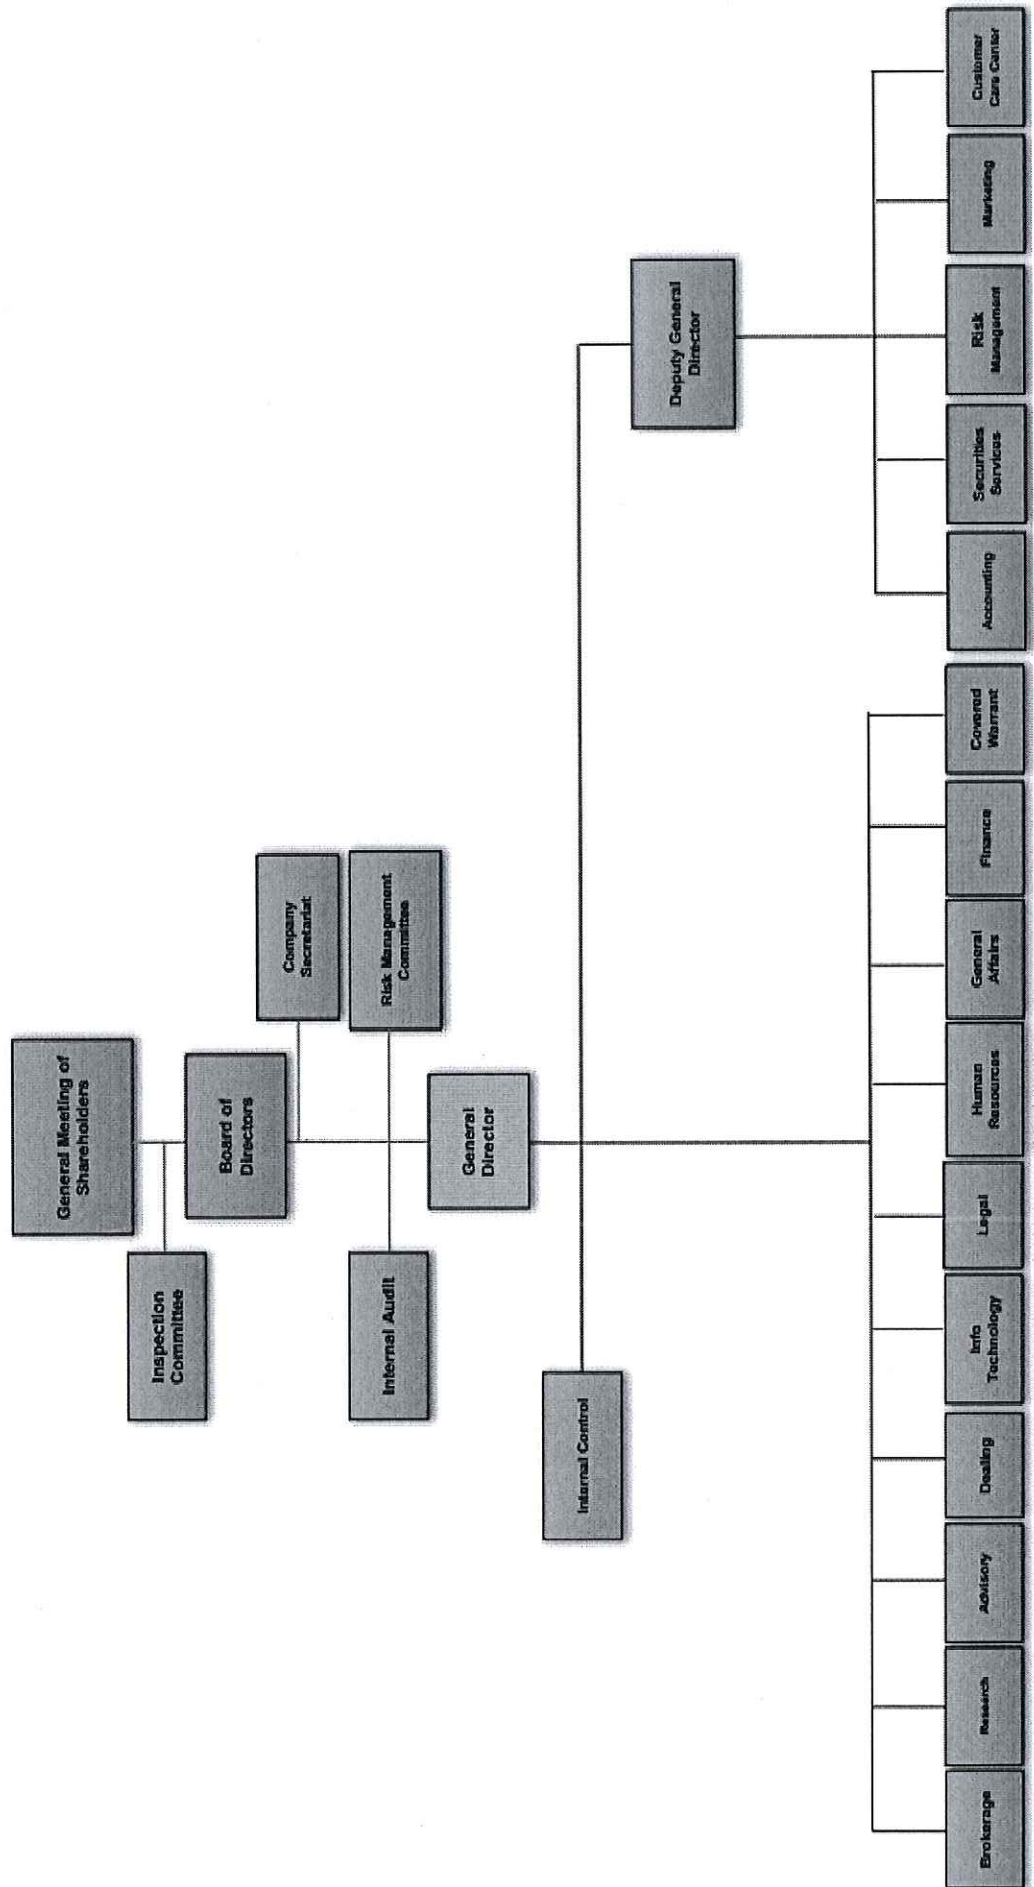 General Meeting of
Shareholders
Inspection
Committee
Board of
Directors
Company
Secretariat
Internal Audit
Risk Management
Committee
General
Director
Internal Control
Deputy General
Director
Brokerage
Research
Advisory
Dealing
Info
Technology
Legal
Human
Resources
General
Affairs
Finance
Covered
Warrant
Accounting
Securities
Services
Risk
Management
Marketing
Customer
Care Center